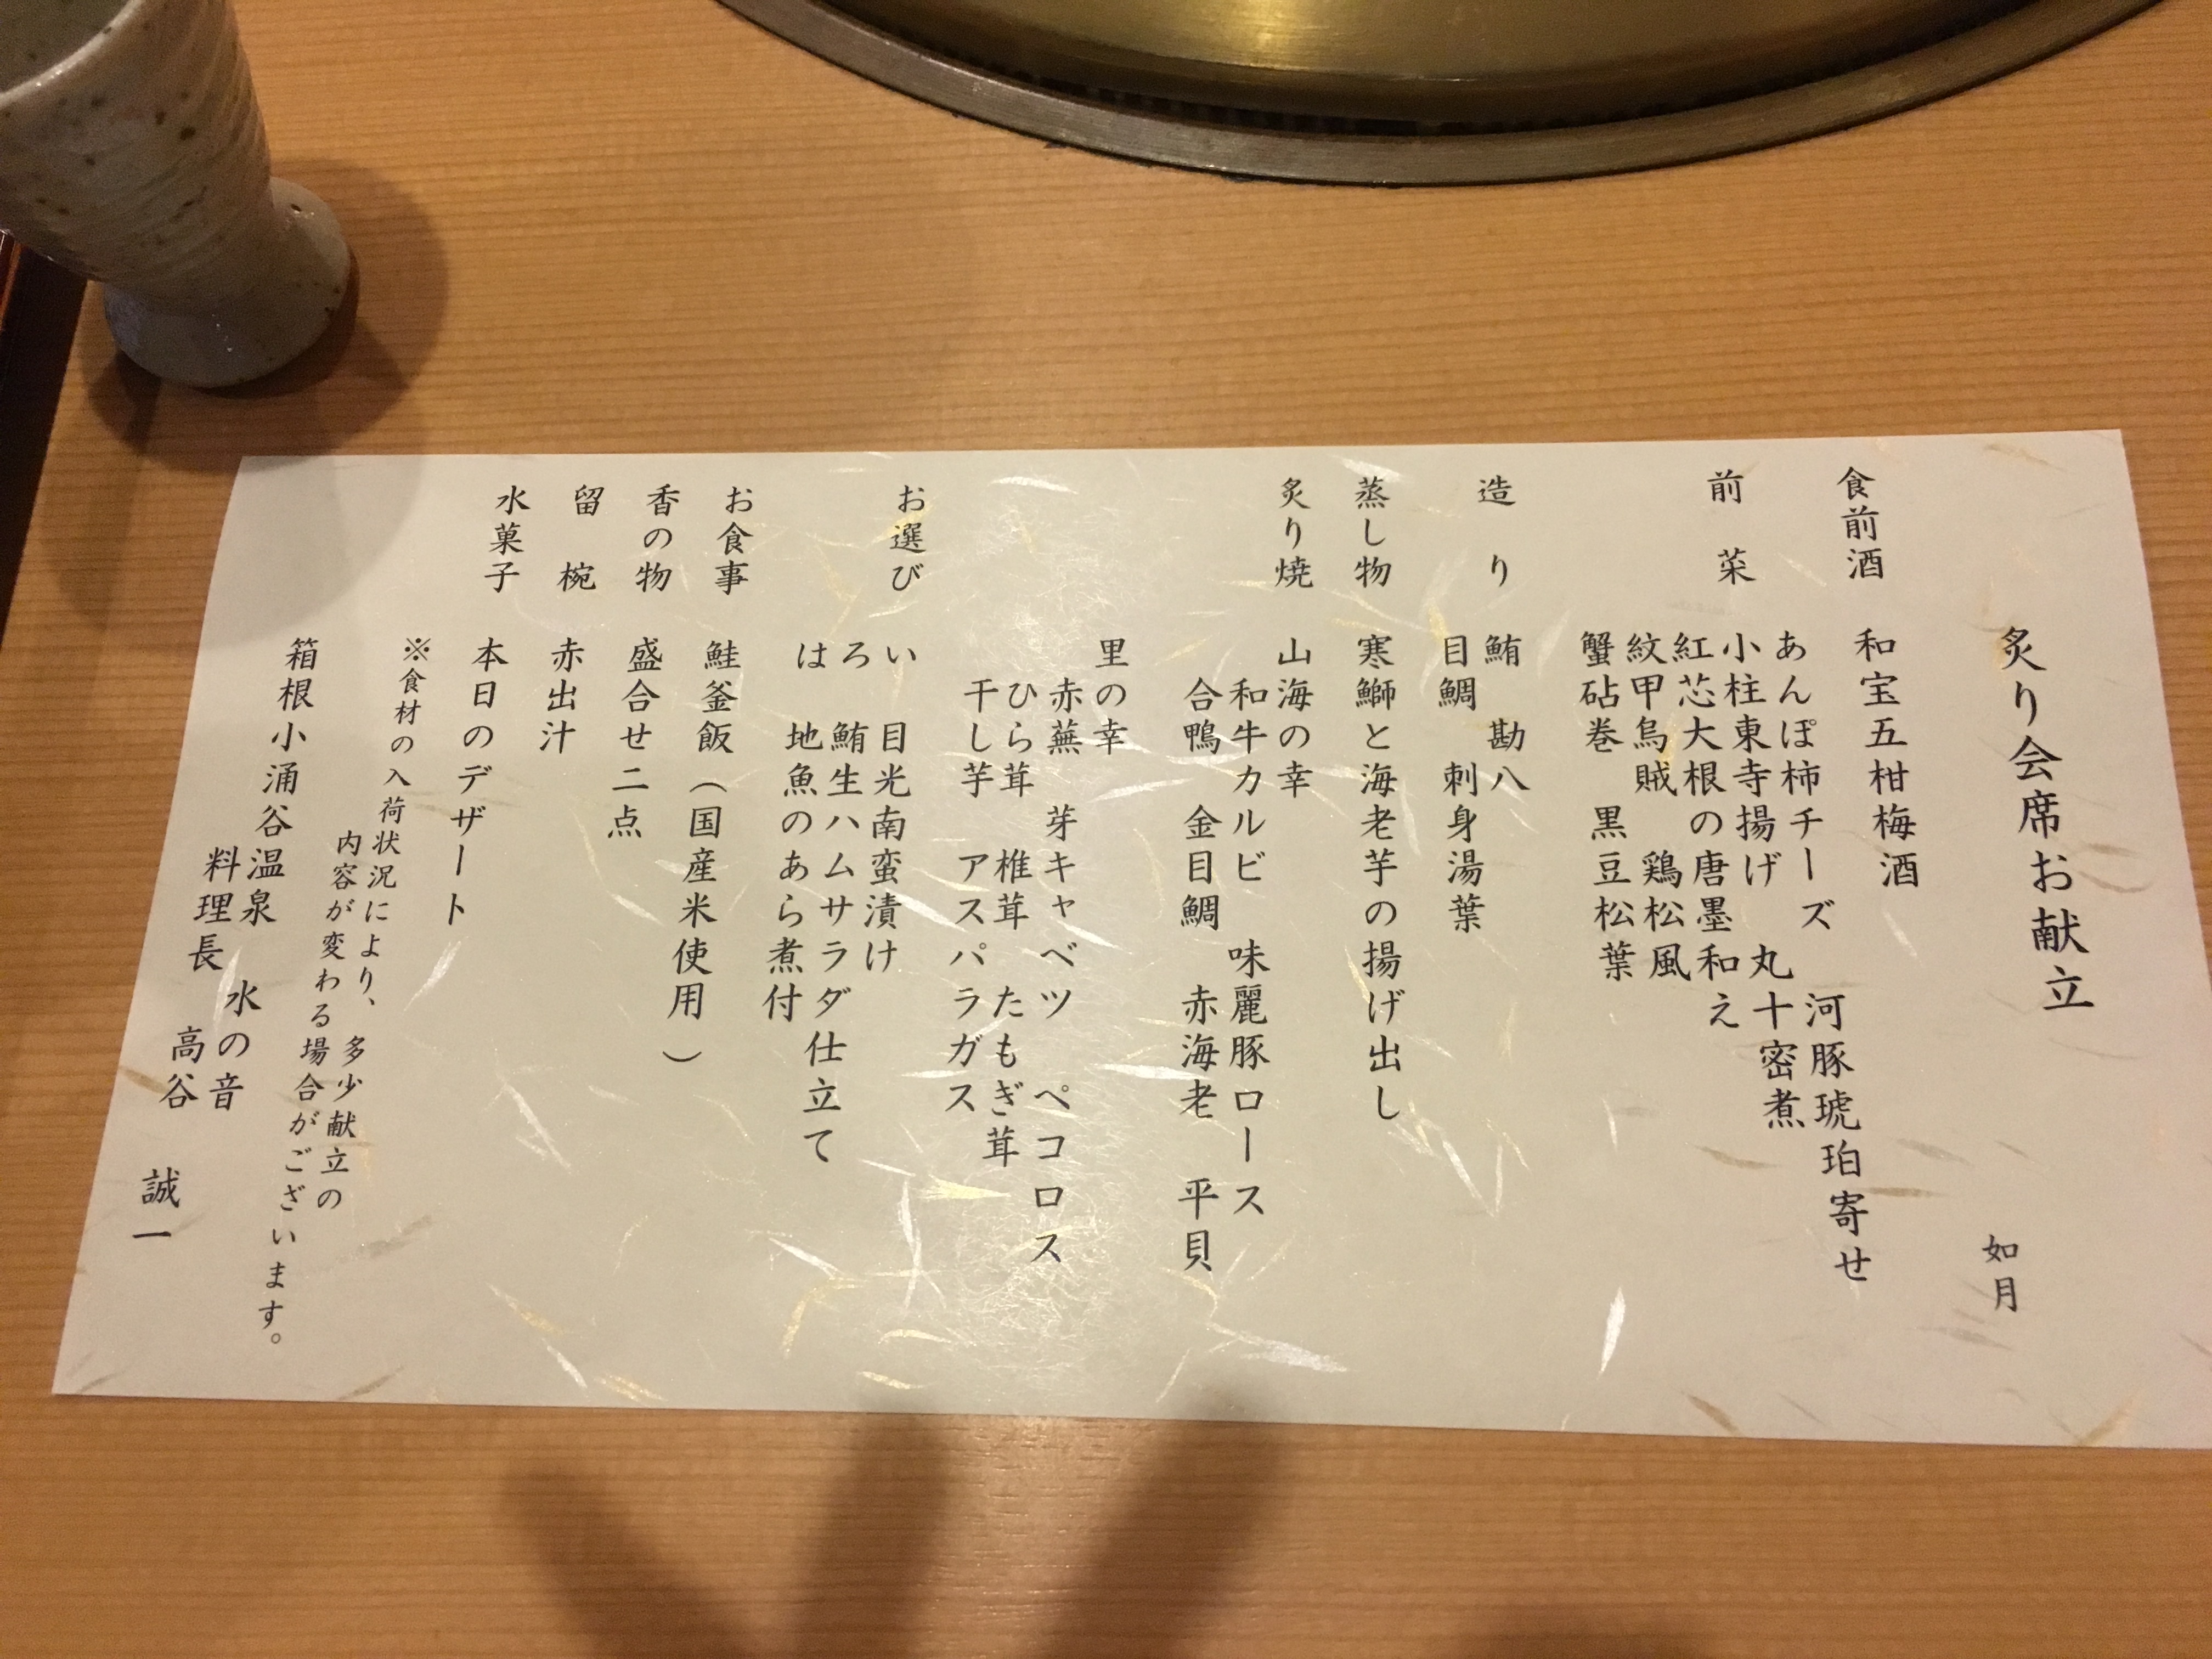 炙り会席お献立
如月
食前酒　和宝五柑梅酒
前　菜　あんぽ柿チーズ　河豚琥珀寄せ
小柱東寺揚げ　丸十密煮
紅芯大根の唐墨和え
紋甲烏賊　鶏松風
蟹砧巻　黒豆松葉
造　り　鮪　勘八
目鯛　刺身湯葉
蒸し物　寒鰤と海老芋の揚げ出し
炙り焼　山海の幸
和牛カルビ　味麗豚ロース
合鴨　金目鯛　赤海老　平貝
里の幸
赤蕪　芽キャベツ　ペコロス
ひら茸　椎茸　たもぎ茸
干し芋　アスパラガス
お選び　い　目光南蛮漬け
ろ　鮪生ハムサラダ仕立て
は　地魚のあら煮付
お食事　鮭釜飯（国産米使用）
香の物　盛合せ二点
留　椀　赤出汁
水菓子　本日のデザート
※食材の入荷状況により、多少献立の
内容が変わる場合がございます。
箱根小涌谷温泉　水の音
料理長　高谷　誠一